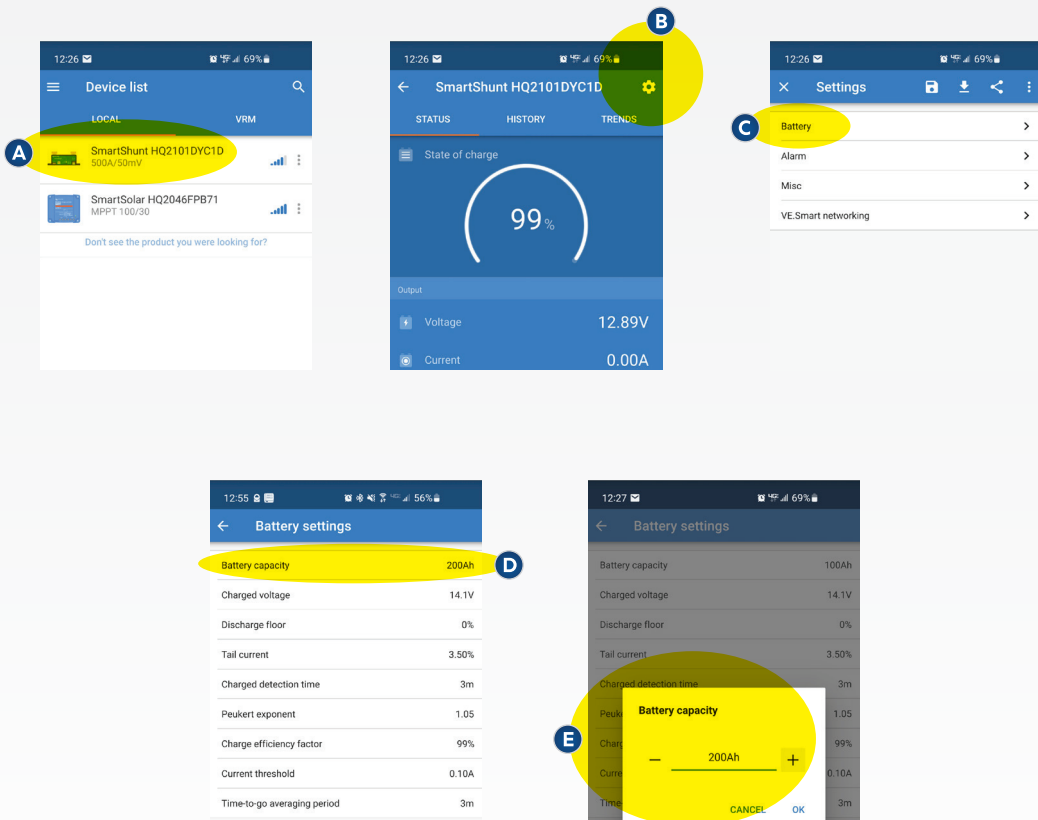 B
12:26 69%
Device list
LOCAL VRM
A
SmartShunt HQ2101DYC1D
500A/50mV
SmartSolar HQ2046FPB71
MPPT 100/30
Don't see the product you were looking for?
12:26 69%
SmartShunt HQ2101DYC1D
STATUS HISTORY TRENDS
State of charge
99%
Output
Voltage 12.89V
Current 0.00A
12:26 69%
Settings
C
Battery
Alarm
Misc
VE.Smart networking
12:55 56%
Battery settings
Battery capacity 200Ah
D
Charged voltage 14.1V
Discharge floor 0%
Tail current 3.50%
Charged detection time 3m
Peukert exponent 1.05
Charge efficiency factor 99%
Current threshold 0.10A
Time-to-go averaging period 3m
12:27 69%
Battery settings
Battery capacity 100Ah
Charged voltage 14.1V
Discharge floor 0%
Tail current 3.50%
Charged detection time 3m
Peuk 1.05
E
Charg 99%
Curre 0.10A
Time- 3m
Battery capacity
200Ah
CANCEL OK